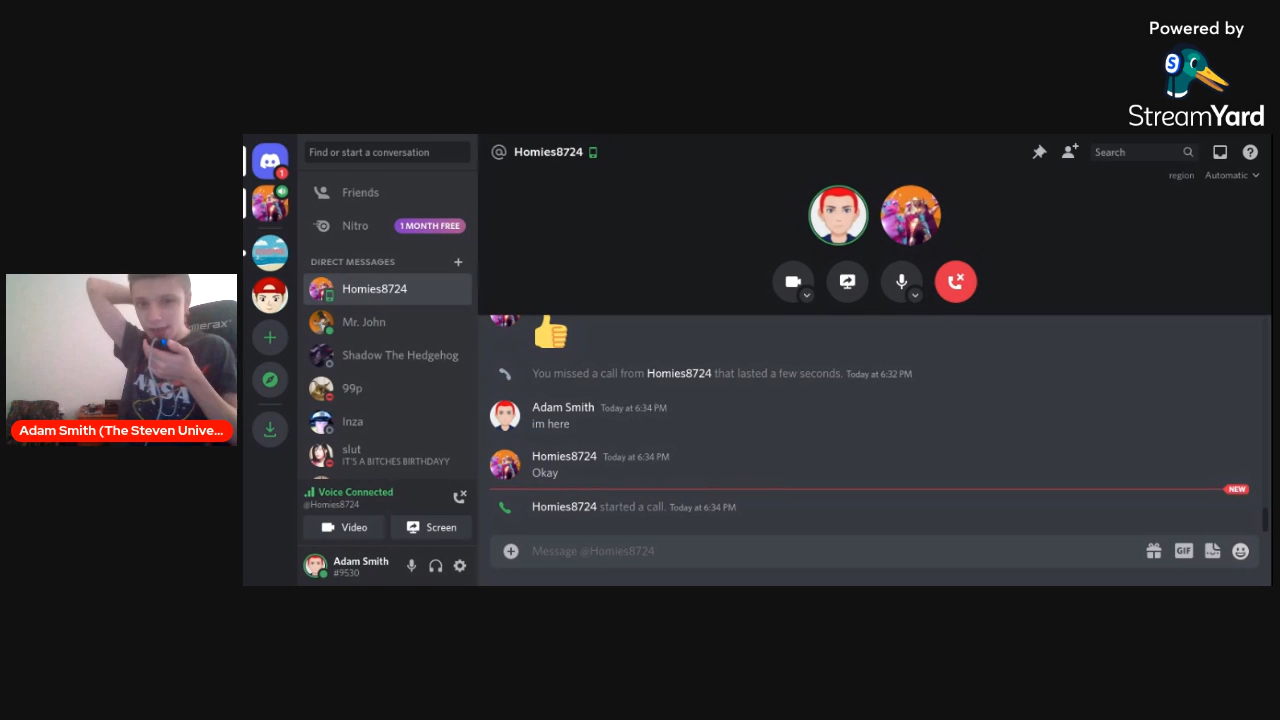 Powered by
StreamYard
Find or start a conversation
Friends
Nitro
1 MONTH FREE
DIRECT MESSAGES
Homies8724
Mr. John
Shadow The Hedgehog
99p
Inza
slut
IT'S A BITCHES BIRTHDAYY
Voice Connected
@Homies8724
Video
Screen
Adam Smith
#9530
Homies8724
Search
region
Automatic
You missed a call from Homies8724 that lasted a few seconds. Today at 6:32 PM
Adam Smith Today at 6:34 PM
im here
Homies8724 Today at 6:34 PM
Okay
NEW
Homies8724 started a call. Today at 6:34 PM
Message @Homies8724
GIF
1
NASA
Adam Smith (The Steven Unive...